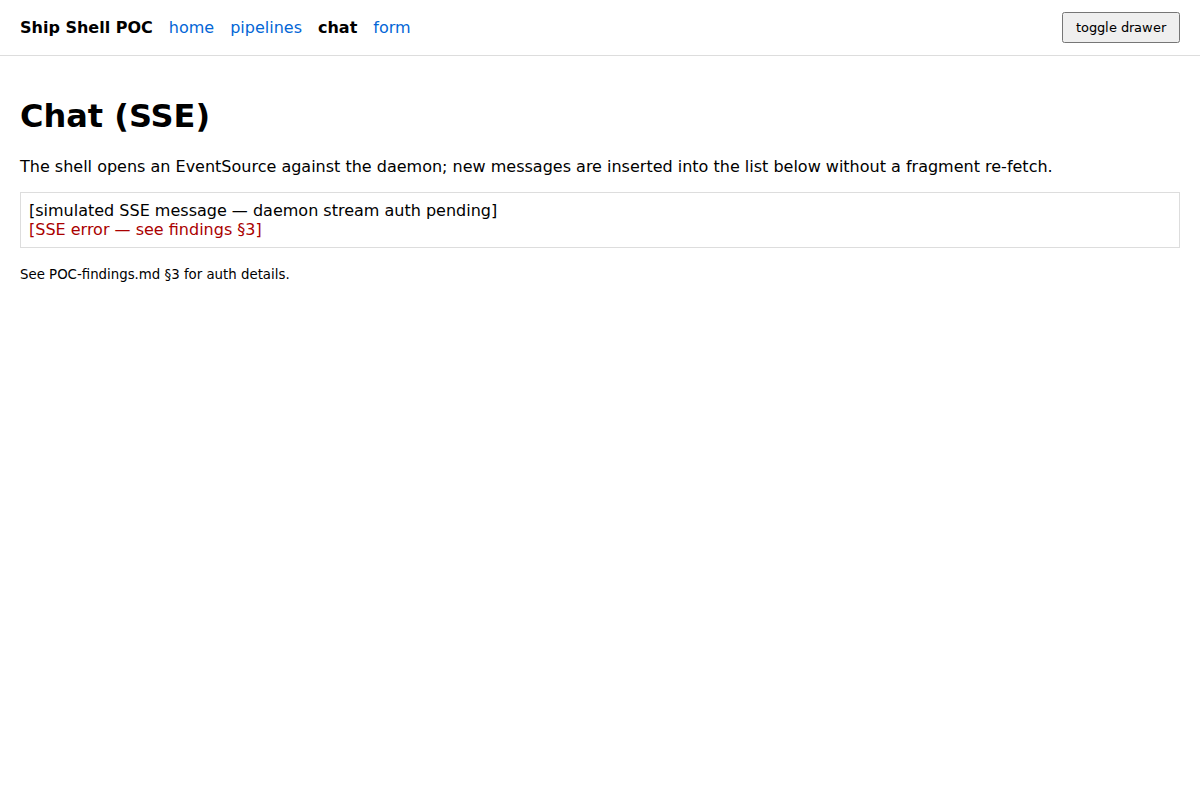 Ship Shell POC home pipelines chat form toggle drawer
Chat (SSE)
The shell opens an EventSource against the daemon; new messages are inserted into the list below without a fragment re-fetch.
[simulated SSE message — daemon stream auth pending]
[SSE error — see findings §3]
See POC-findings.md §3 for auth details.